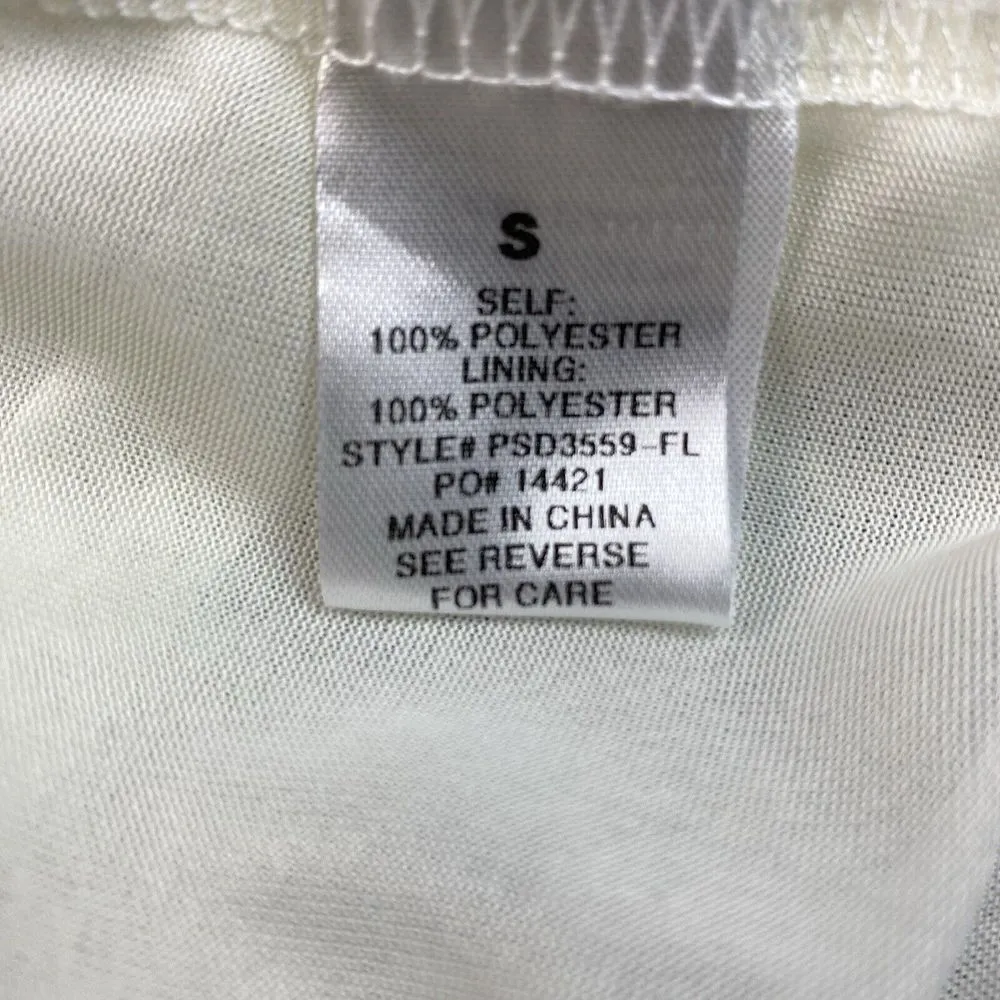 S
SELF:
100% POLYESTER
LINING:
100% POLYESTER
STYLE# PSD3559-FL
PO# 14421
MADE IN CHINA
SEE REVERSE
FOR CARE